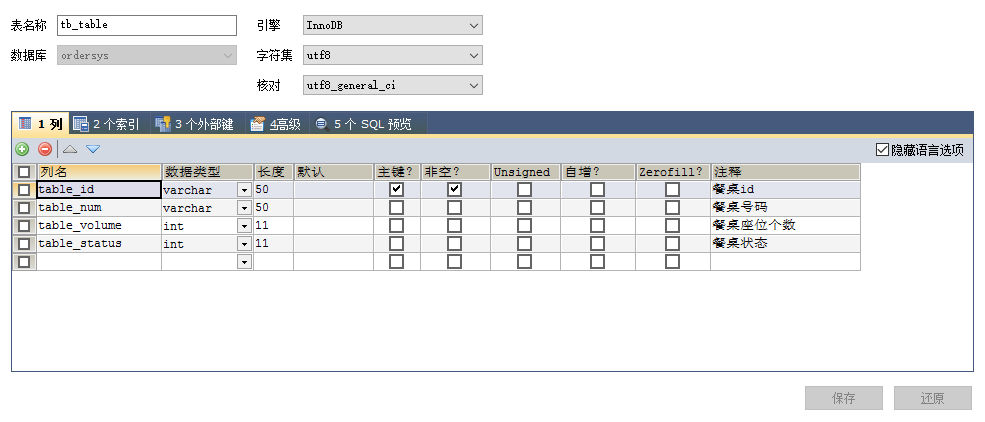 表名称 tb_table 引擎 InnoDB
数据库 ordersys 字符集 utf8
核对 utf8_general_ci
1 列 2 个索引 3 个外部键 4高级 5 个 SQL 预览
隐藏语言选项
列名 数据类型 长度 默认 主键? 非空? Unsigned 自增? Zerofill? 注释
table_id varchar 50 餐桌id
table_num varchar 50 餐桌号码
table_volume int 11 餐桌座位个数
table_status int 11 餐桌状态
保存 还原